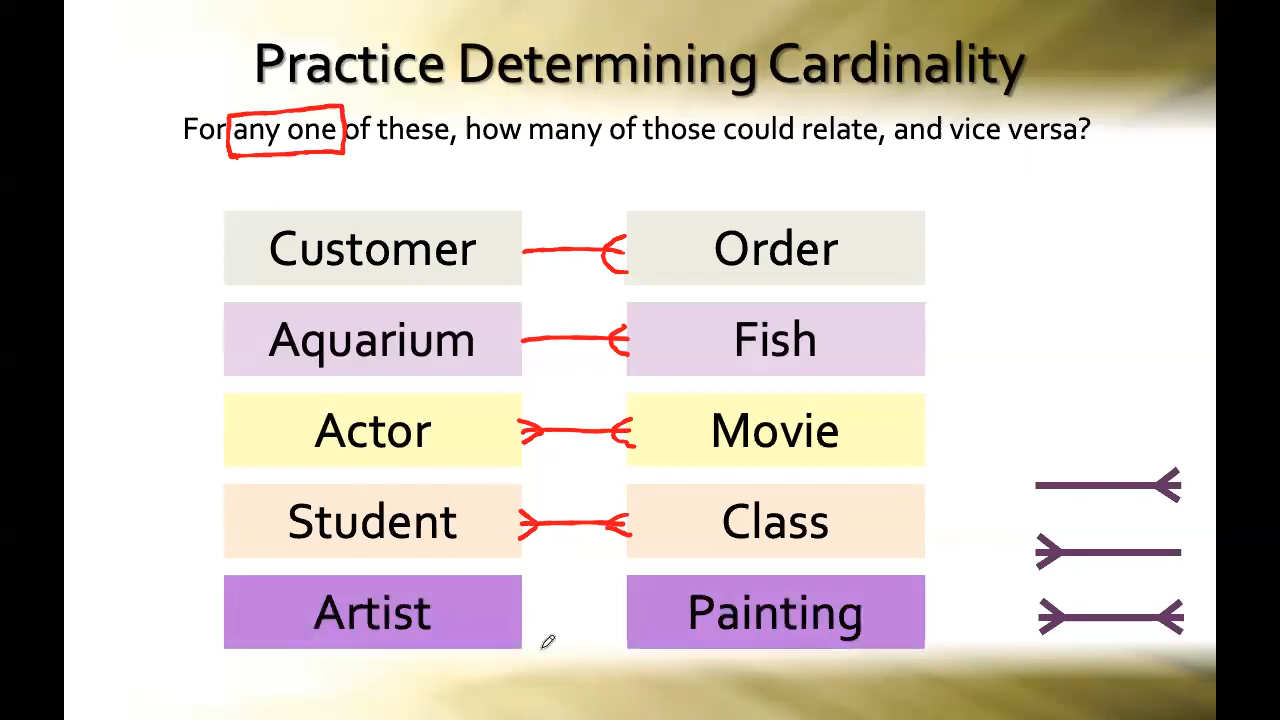 Practice Determining Cardinality
For any one of these, how many of those could relate, and vice versa?
Customer Order
Aquarium Fish
Actor Movie
Student Class
Artist Painting